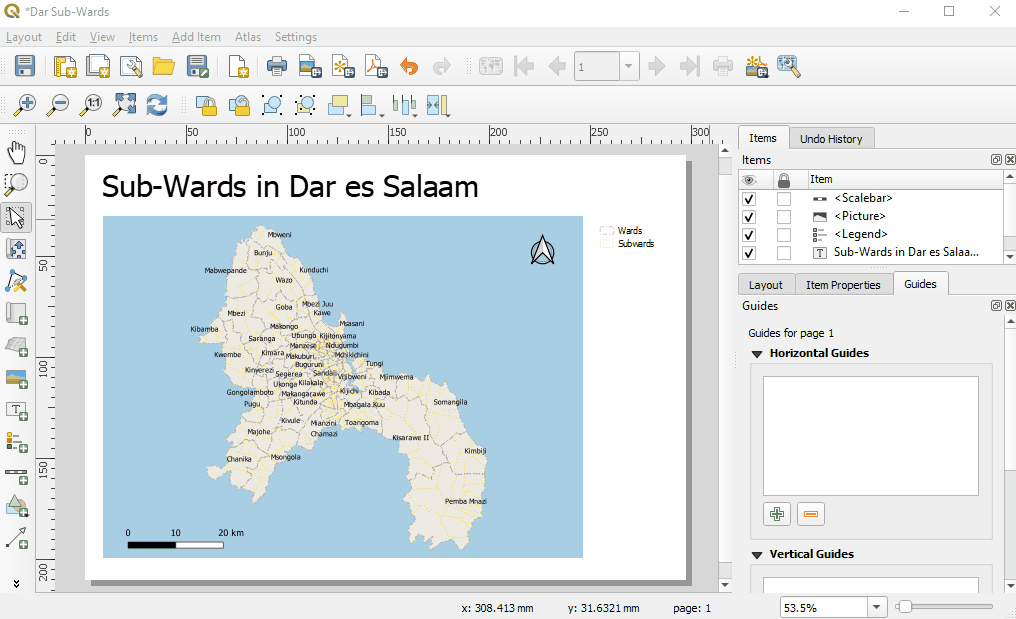 *Dar Sub-Wards
Layout Edit View Items Add Item Atlas Settings
1
1:1
0 50 100 150 200 250 300
0
50
100
150
200
Sub-Wards in Dar es Salaam
Wards
Subwards
Mbweni
Bunju
Mabwepande
Kunduchi
Wazo
Mbezi Juu
Goba
Kawe
Mbezi
Msasani
Makongo
Kibamba
Ubungo Kijitonyama
Saranga
Manzese Ndugumbi
Kwembe
Kimara Makuburi Mchikichini
Buguruni
Tungi
Kinyerezi
Segerea Sandali Vijibweni Mjimwema
Ukonga Kilakala
Gongolamboto Makangarawe Kijichi Kibada
Pugu
Kitunda
Mbagala Kuu
Somangila
Kivule Mianzini Toangoma
Majohe
Chamazi
Kisarawe II
Chanika
Msongola
Kimbiji
Pemba Mnazi
0 10 20 km
Items Undo History
Items
Item
<Scalebar>
<Picture>
<Legend>
Sub-Wards in Dar es Salaa...
Layout Item Properties Guides
Guides
Guides for page 1
Horizontal Guides
Vertical Guides
x: 308.413 mm y: 31.6321 mm page: 1
53.5%